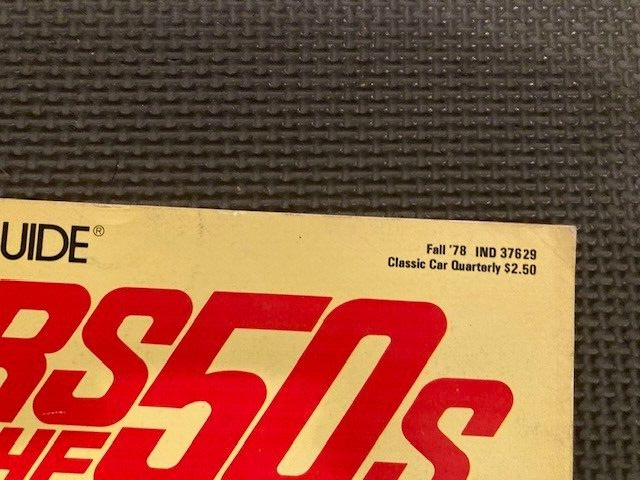 UIDE®
Fall '78 IND 37629
Classic Car Quarterly $2.50
RS50s
HE